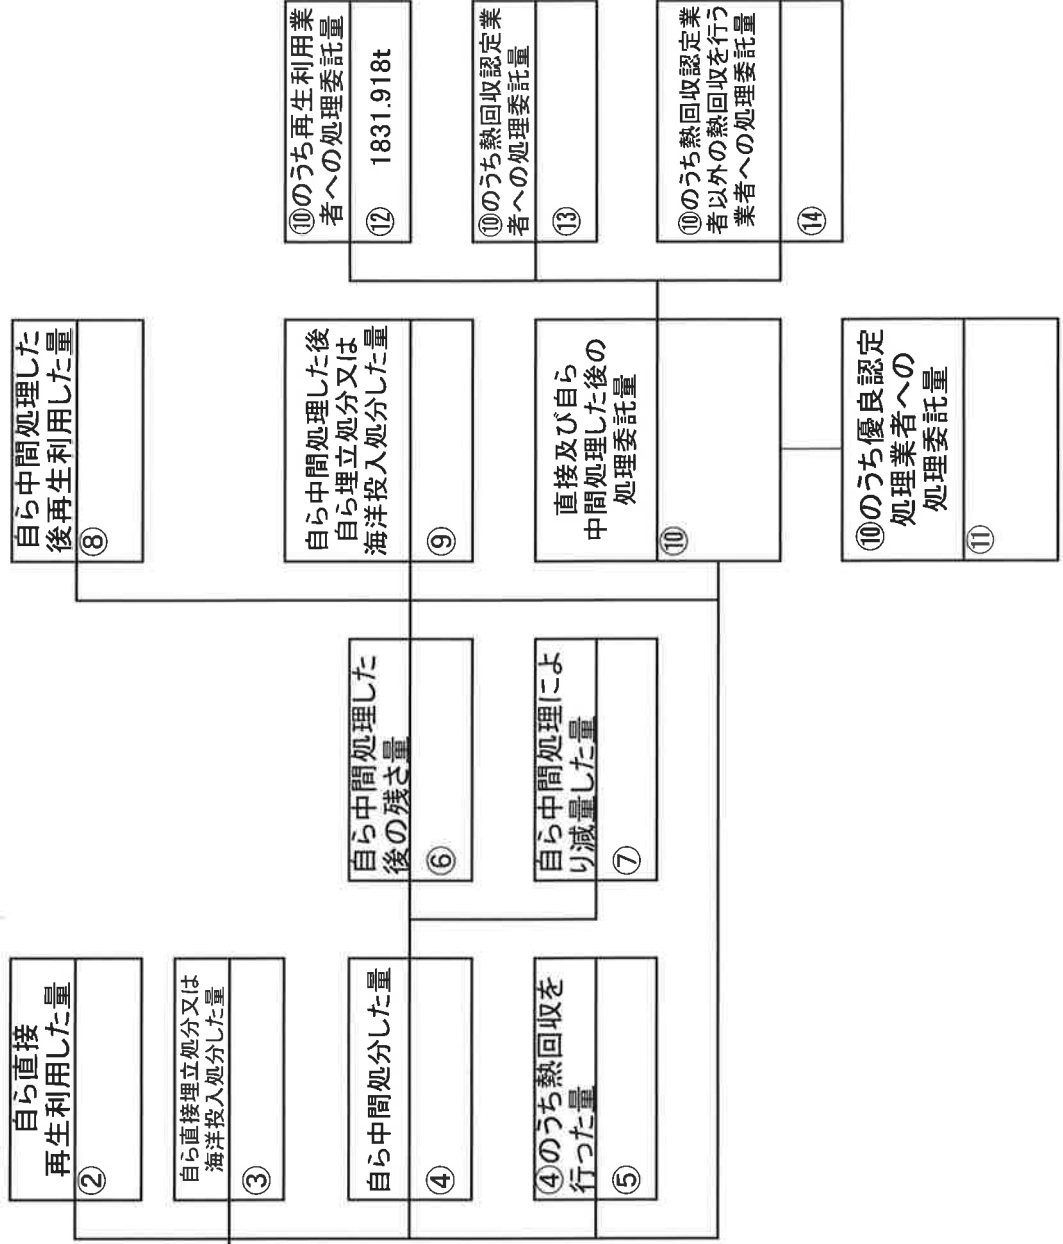 自ら直接
再生利用した量
②
自ら直接埋立処分又は
海洋投入処分した量
③
自ら中間処分した量
④
④のうち熱回収を
行った量
⑤
自ら中間処理した
後の残さ量
⑥
自ら中間処理によ
り減量した量
⑦
自ら中間処理した
後再生利用した量
⑧
自ら中間処理した後
自ら埋立処分又は
海洋投入処分した量
⑨
直接及び自ら
中間処理した後の
処理委託量
⑩
⑩のうち優良認定
処理業者への
処理委託量
⑪
⑩のうち再生利用業
者への処理委託量
⑫ 1831.918t
⑩のうち熱回収認定業
者への処理委託量
⑬
⑩のうち熱回収認定業
者以外の熱回収を行う
業者への処理委託量
⑭